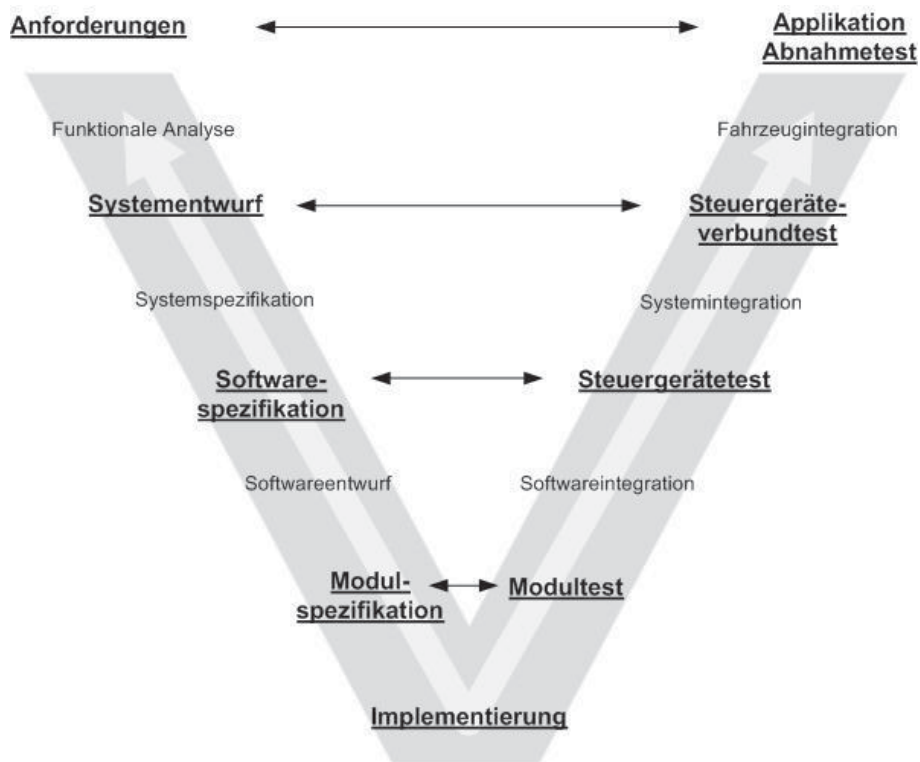 Anforderungen
Applikation
Abnahmetest
Funktionale Analyse
Fahrzeugintegration
Systementwurf
Steuergeräte-
verbundtest
Systemspezifikation
Systemintegration
Software-
spezifikation
Steuergerätetest
Softwareentwurf
Softwareintegration
Modul-
spezifikation
Modultest
Implementierung